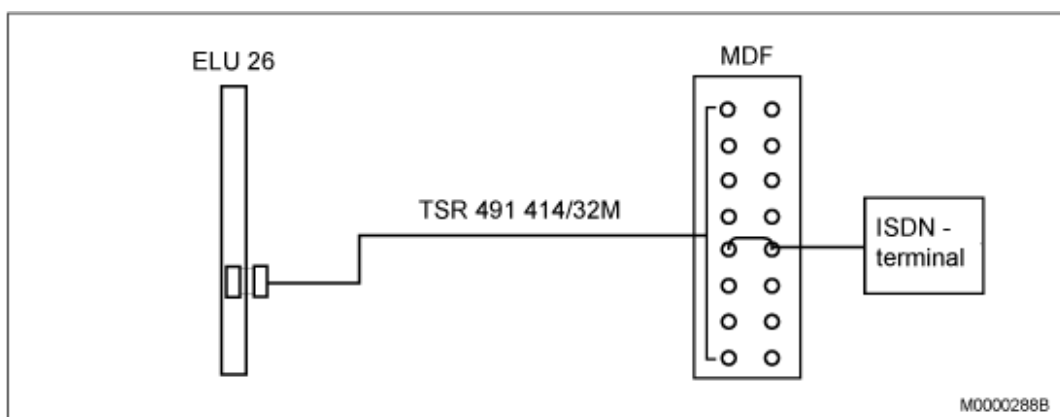 ELU 26
MDF
TSR 491 414/32M
ISDN -
terminal
M0000288B